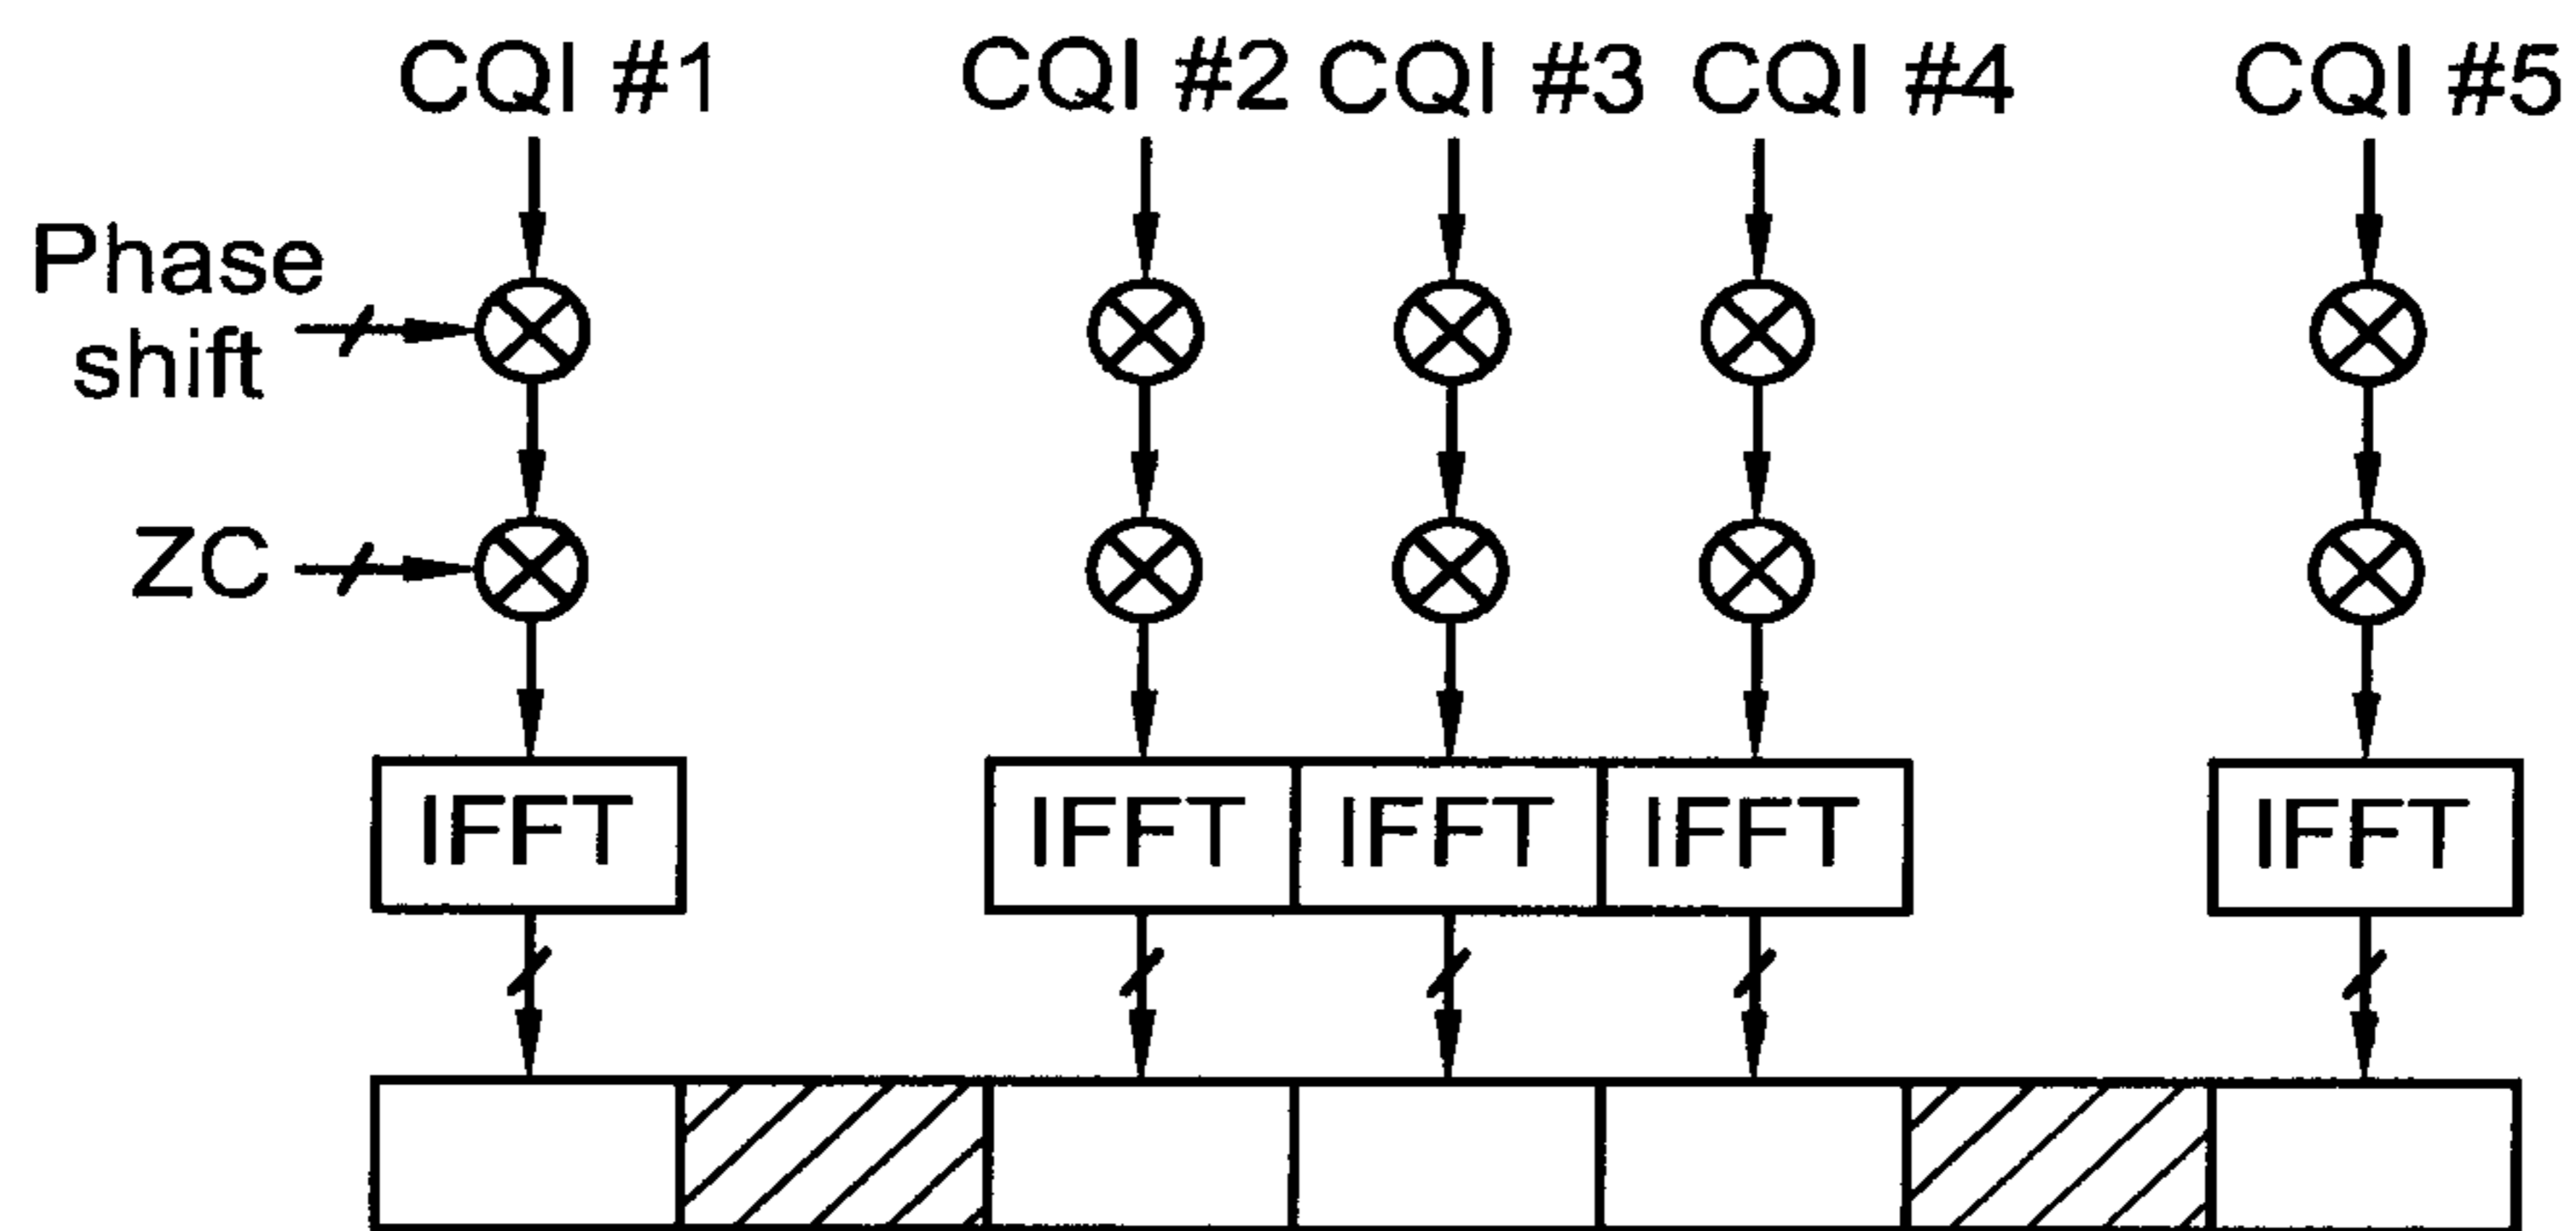 CQI #1 CQI #2 CQI #3 CQI #4 CQI #5
Phase
shift
ZC
IFFT IFFT IFFT IFFT IFFT